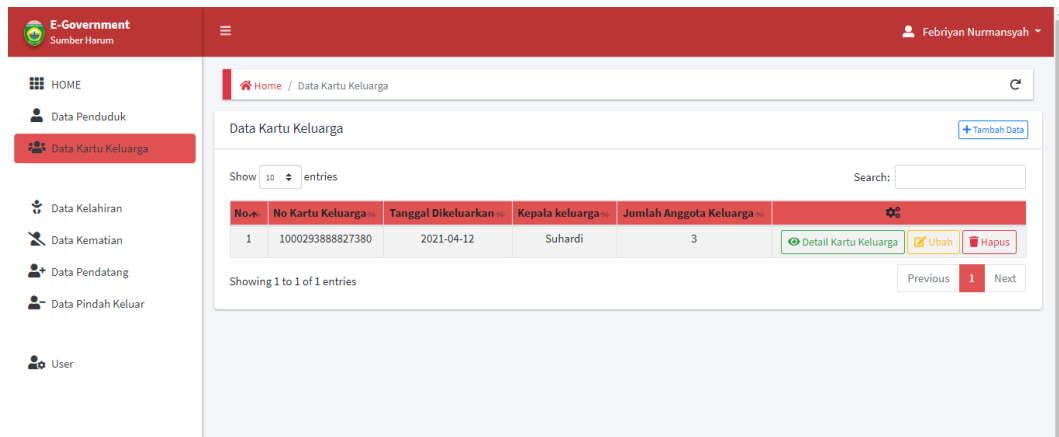 E-Government
Sumber Harum
Febriyan Nurmansyah
HOME
Data Penduduk
Data Kartu Keluarga
Data Kelahiran
Data Kematian
Data Pendatang
Data Pindah Keluar
User
Home / Data Kartu Keluarga
Data Kartu Keluarga
Tambah Data
Show 10 entries
Search:
No. No Kartu Keluarga Tanggal Dikeluarkan Kepala keluarga Jumlah Anggota Keluarga
1 1000293888827380 2021-04-12 Suhardi 3 Detail Kartu Keluarga Ubah Hapus
Showing 1 to 1 of 1 entries
Previous 1 Next